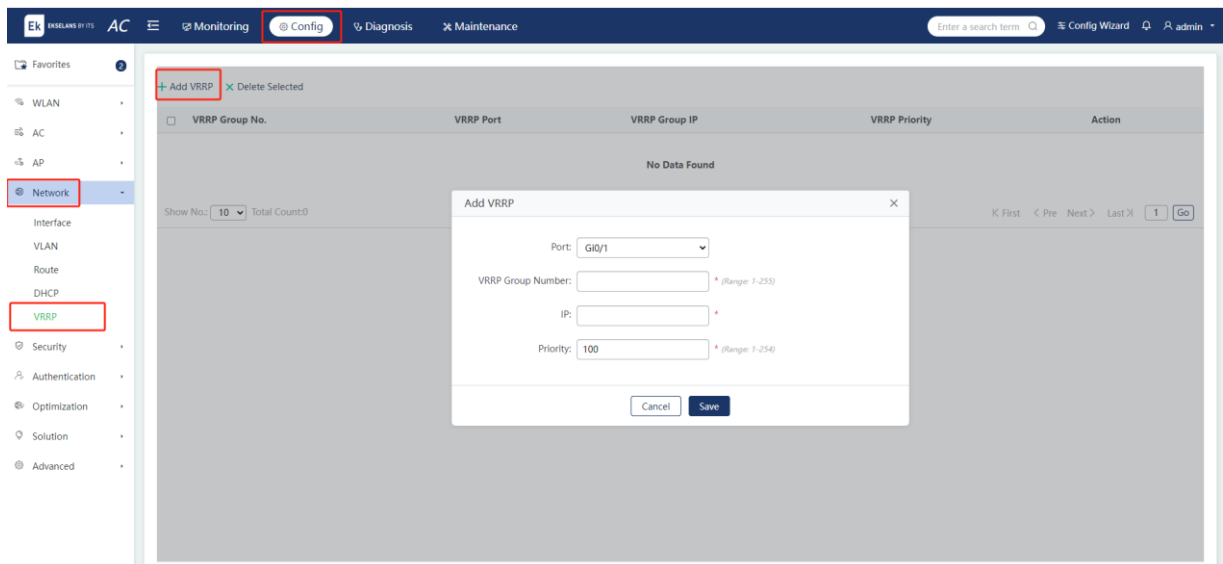 Ek EKSELANS BY ITS AC Monitoring Config Diagnosis Maintenance Enter a search term Config Wizard admin
Favorites 2
WLAN
AC
AP
Network
Interface
VLAN
Route
DHCP
VRRP
Security
Authentication
Optimization
Solution
Advanced
Add VRRP Delete Selected
VRRP Group No. VRRP Port VRRP Group IP VRRP Priority Action
No Data Found
Show No.: 10 Total Count:0 First Pre Next Last 1 Go
Add VRRP
Port: Gi0/1
VRRP Group Number: * (Range: 1-255)
IP: *
Priority: 100 * (Range: 1-254)
Cancel Save